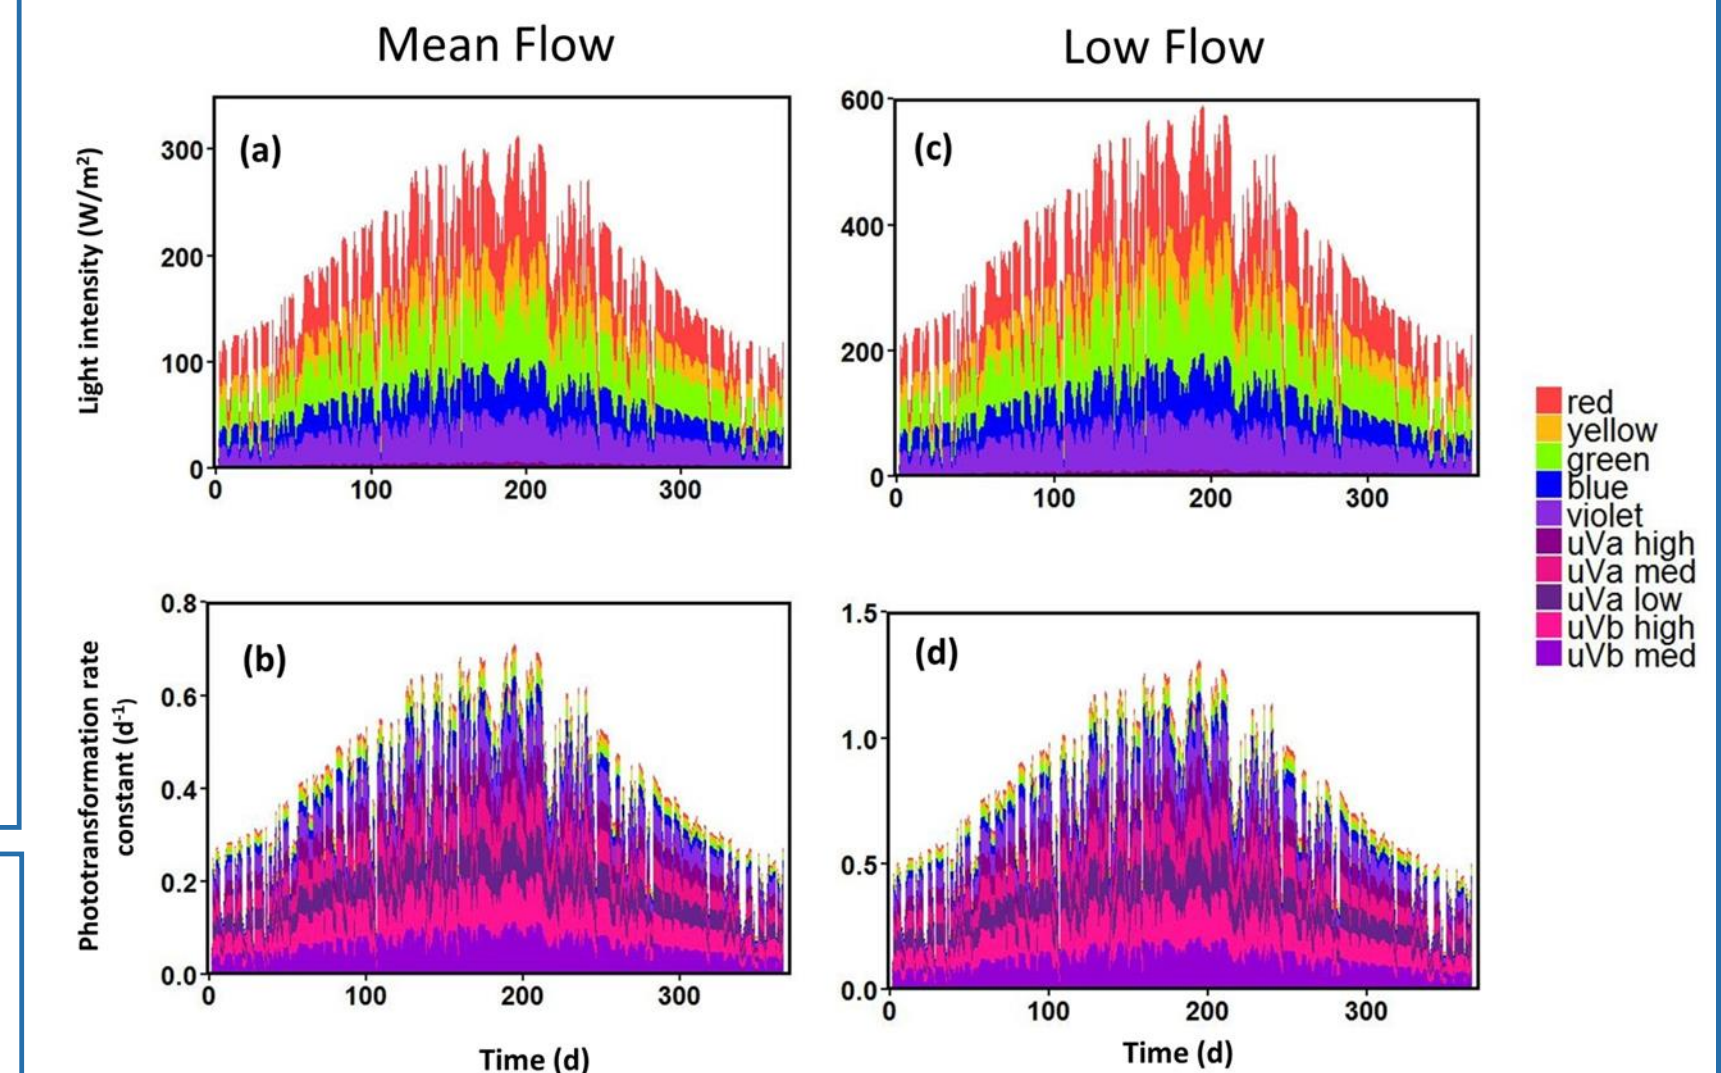 Mean Flow
Low Flow
Light intensity (W/m²)
(a)
300
200
100
0
0 100 200 300
(c)
600
400
200
0
0 100 200 300
Phototransformation rate
constant (d⁻¹)
(b)
0.8
0.6
0.4
0.2
0.0
0 100 200 300
Time (d)
(d)
1.5
1.0
0.5
0.0
0 100 200 300
Time (d)
red
yellow
green
blue
violet
uVa high
uVa med
uVa low
uVb high
uVb med